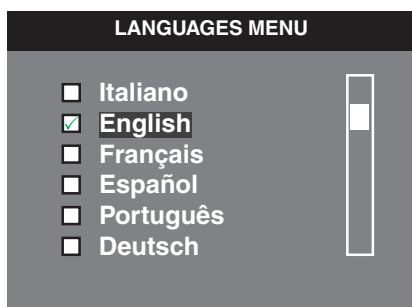 LANGUAGES MENU
Italiano
English
Français
Español
Português
Deutsch